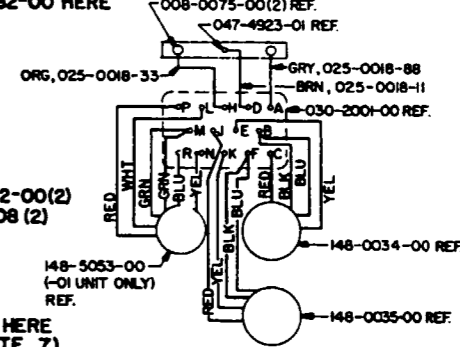 32-00 HERE
008-0075-00(2) REF.
047-4923-01 REF.
ORG, 025-0018-33
GRY, 025-0018-88
BRN, 025-0018-11
030-2001-00 REF.
P L H D A
M J E B
R N K F C
RED
WHT
GRN
GRN
BLU
YEL
RED
YEL
BLK
BLU
RED
BLK
BLU
YEL
2-00(2)
08 (2)
148-5053-00
(-01 UNIT ONLY)
REF.
148-0034-00 REF.
148-0035-00 REF.
HERE
TE 7)